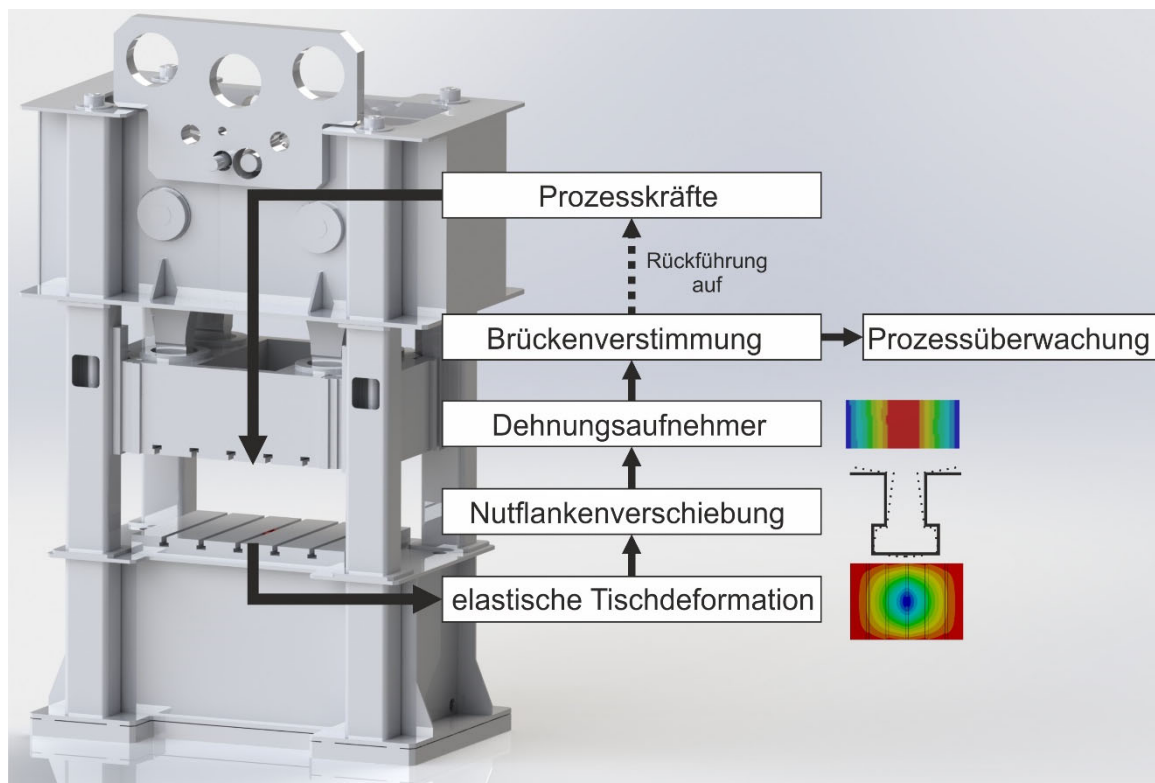 Prozesskräfte
Rückführung
auf
Brückenverstimmung
Prozessüberwachung
Dehnungsaufnehmer
Nutflankenverschiebung
elastische Tischdeformation